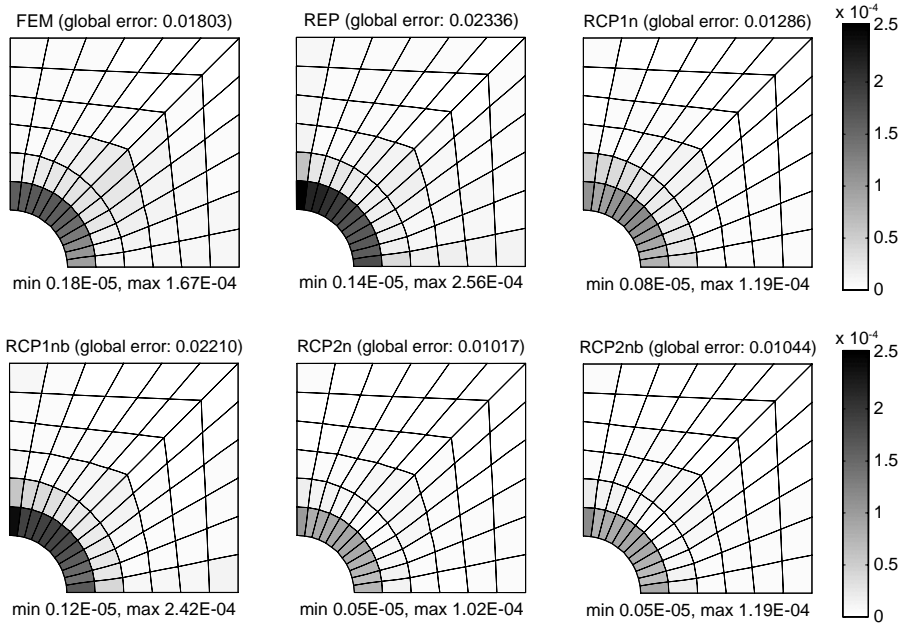 FEM (global error: 0.01803)
REP (global error: 0.02336)
RCP1n (global error: 0.01286)
x 10-4
2.5
2
1.5
1
0.5
0
min 0.18E-05, max 1.67E-04
min 0.14E-05, max 2.56E-04
min 0.08E-05, max 1.19E-04
RCP1nb (global error: 0.02210)
RCP2n (global error: 0.01017)
RCP2nb (global error: 0.01044)
x 10-4
2.5
2
1.5
1
0.5
0
min 0.12E-05, max 2.42E-04
min 0.05E-05, max 1.02E-04
min 0.05E-05, max 1.19E-04